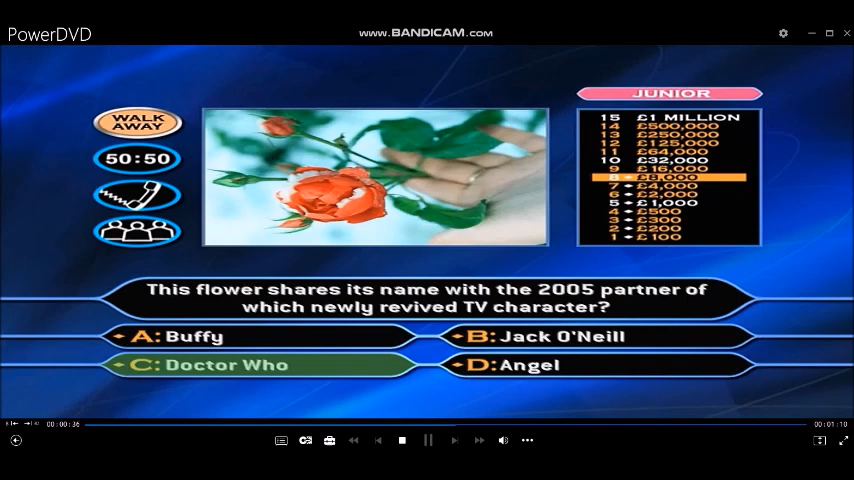 PowerDVD
www.BANDICAM.com
JUNIOR
WALK
AWAY
50:50
15 £1 MILLION
14 £500,000
13 £250,000
12 £125,000
11 £64,000
10 £32,000
9 £16,000
8 £8,000
7 £4,000
6 £2,000
5 £1,000
4 £500
3 £300
2 £200
1 £100
This flower shares its name with the 2005 partner of
which newly revived TV character?
A: Buffy
B: Jack O'Neill
C: Doctor Who
D: Angel
00:00:36
00:01:10